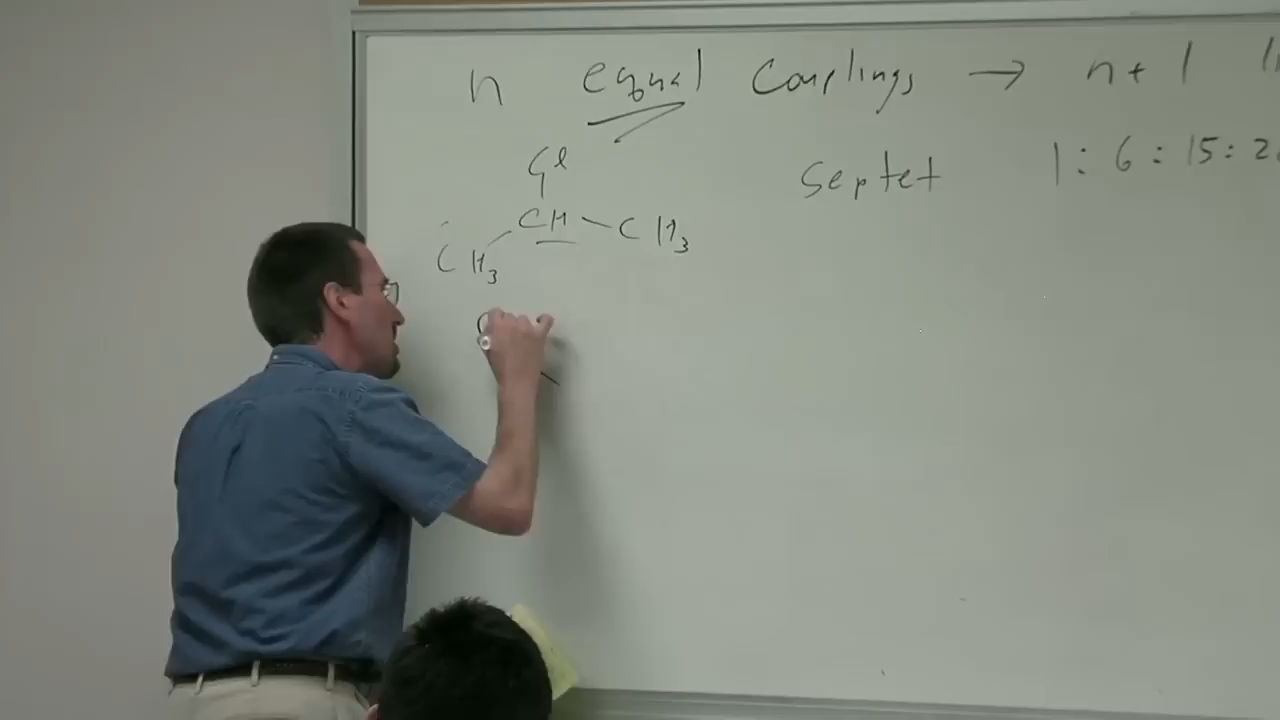 n equal couplings → n + 1
Septet 1 : 6 : 15 :
Cl
CH – CH3
CH3